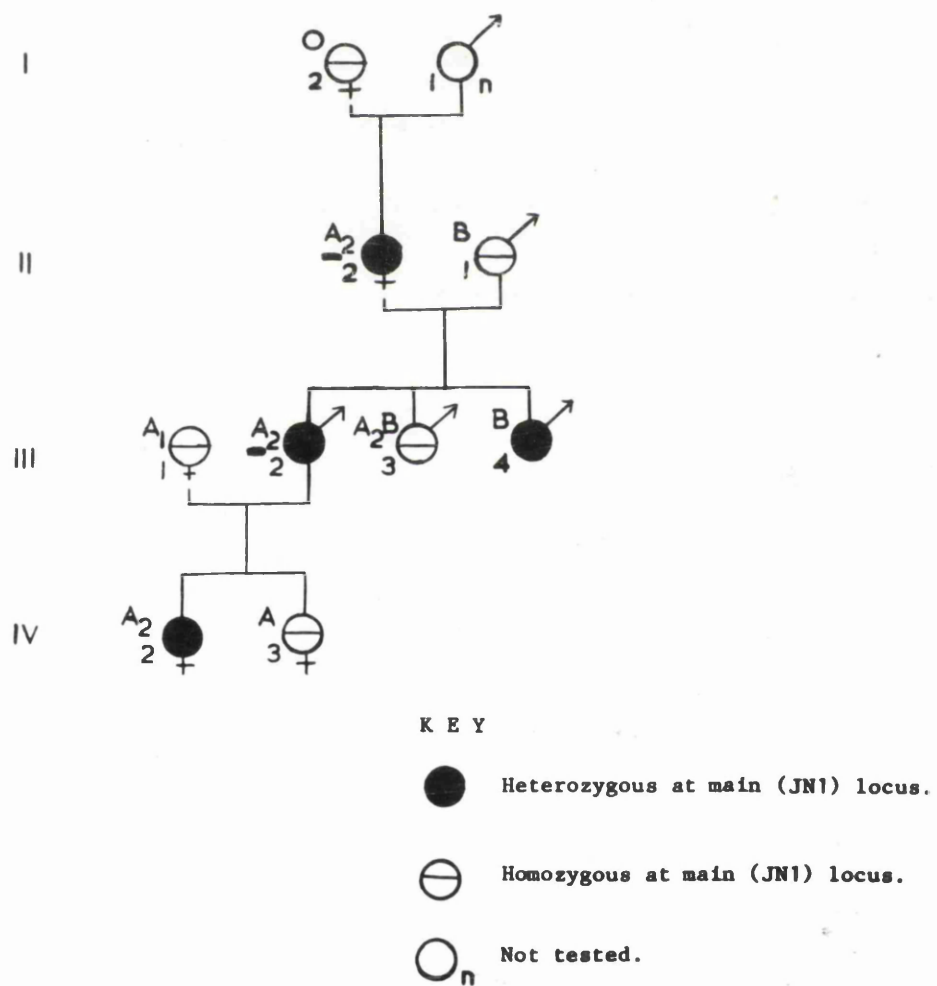 I
O
2
1
n
II
A2
2
B
1
III
A1
1
A2
2
A2B
3
B
4
IV
A2
2
A
3
K E Y
Heterozygous at main (JN1) locus.
Homozygous at main (JN1) locus.
n
Not tested.